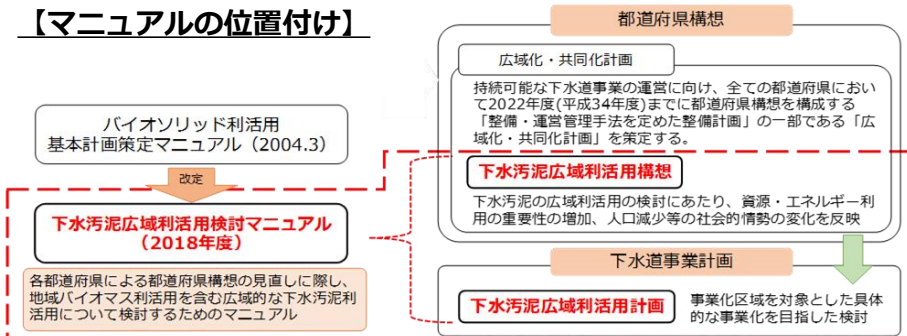 【マニュアルの位置付け】
バイオソリッド利活用
基本計画策定マニュアル（2004.3）
改定
下水汚泥広域利活用検討マニュアル
（2018年度）
各都道府県による都道府県構想の見直しに際し、
地域バイオマス利活用を含む広域的な下水汚泥利
活用について検討するためのマニュアル
都道府県構想
広域化・共同化計画
持続可能な下水道事業の運営に向け、全ての都道府県におい
て2022年度(平成34年度)までに都道府県構想を構成する
「整備・運営管理手法を定めた整備計画」の一部である「広
域化・共同化計画」を策定する。
下水汚泥広域利活用構想
下水汚泥の広域利活用の検討にあたり、資源・エネルギー利
用の重要性の増加、人口減少等の社会的情勢の変化を反映
下水道事業計画
下水汚泥広域利活用計画
事業化区域を対象とした具体
的な事業化を目指した検討